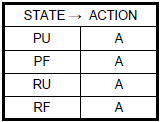 STATE → ACTION
PU A
PF A
RU A
RF A